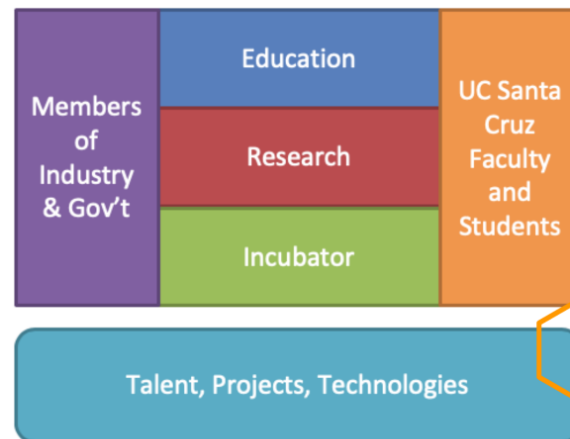 Members
of
Industry
& Gov't
Education
Research
Incubator
UC Santa
Cruz
Faculty
and
Students
Talent, Projects, Technologies